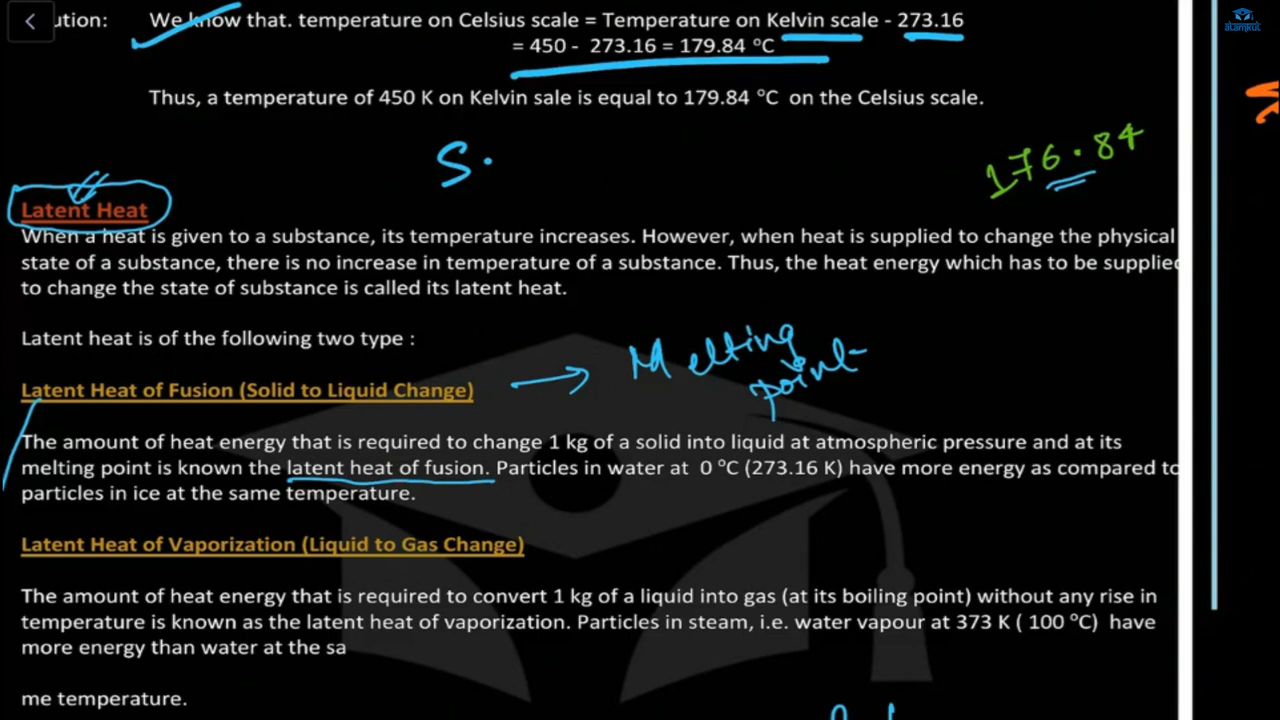 ution: We know that. temperature on Celsius scale = Temperature on Kelvin scale - 273.16
= 450 - 273.16 = 179.84 °C
Thus, a temperature of 450 K on Kelvin sale is equal to 179.84 °C on the Celsius scale.
S.
176.84
Latent Heat
When a heat is given to a substance, its temperature increases. However, when heat is supplied to change the physical
state of a substance, there is no increase in temperature of a substance. Thus, the heat energy which has to be supplied
to change the state of substance is called its latent heat.
Latent heat is of the following two type :
Latent Heat of Fusion (Solid to Liquid Change)
Melting
point
The amount of heat energy that is required to change 1 kg of a solid into liquid at atmospheric pressure and at its
melting point is known the latent heat of fusion. Particles in water at 0 °C (273.16 K) have more energy as compared to
particles in ice at the same temperature.
Latent Heat of Vaporization (Liquid to Gas Change)
The amount of heat energy that is required to convert 1 kg of a liquid into gas (at its boiling point) without any rise in
temperature is known as the latent heat of vaporization. Particles in steam, i.e. water vapour at 373 K ( 100 °C) have
more energy than water at the sa
me temperature.